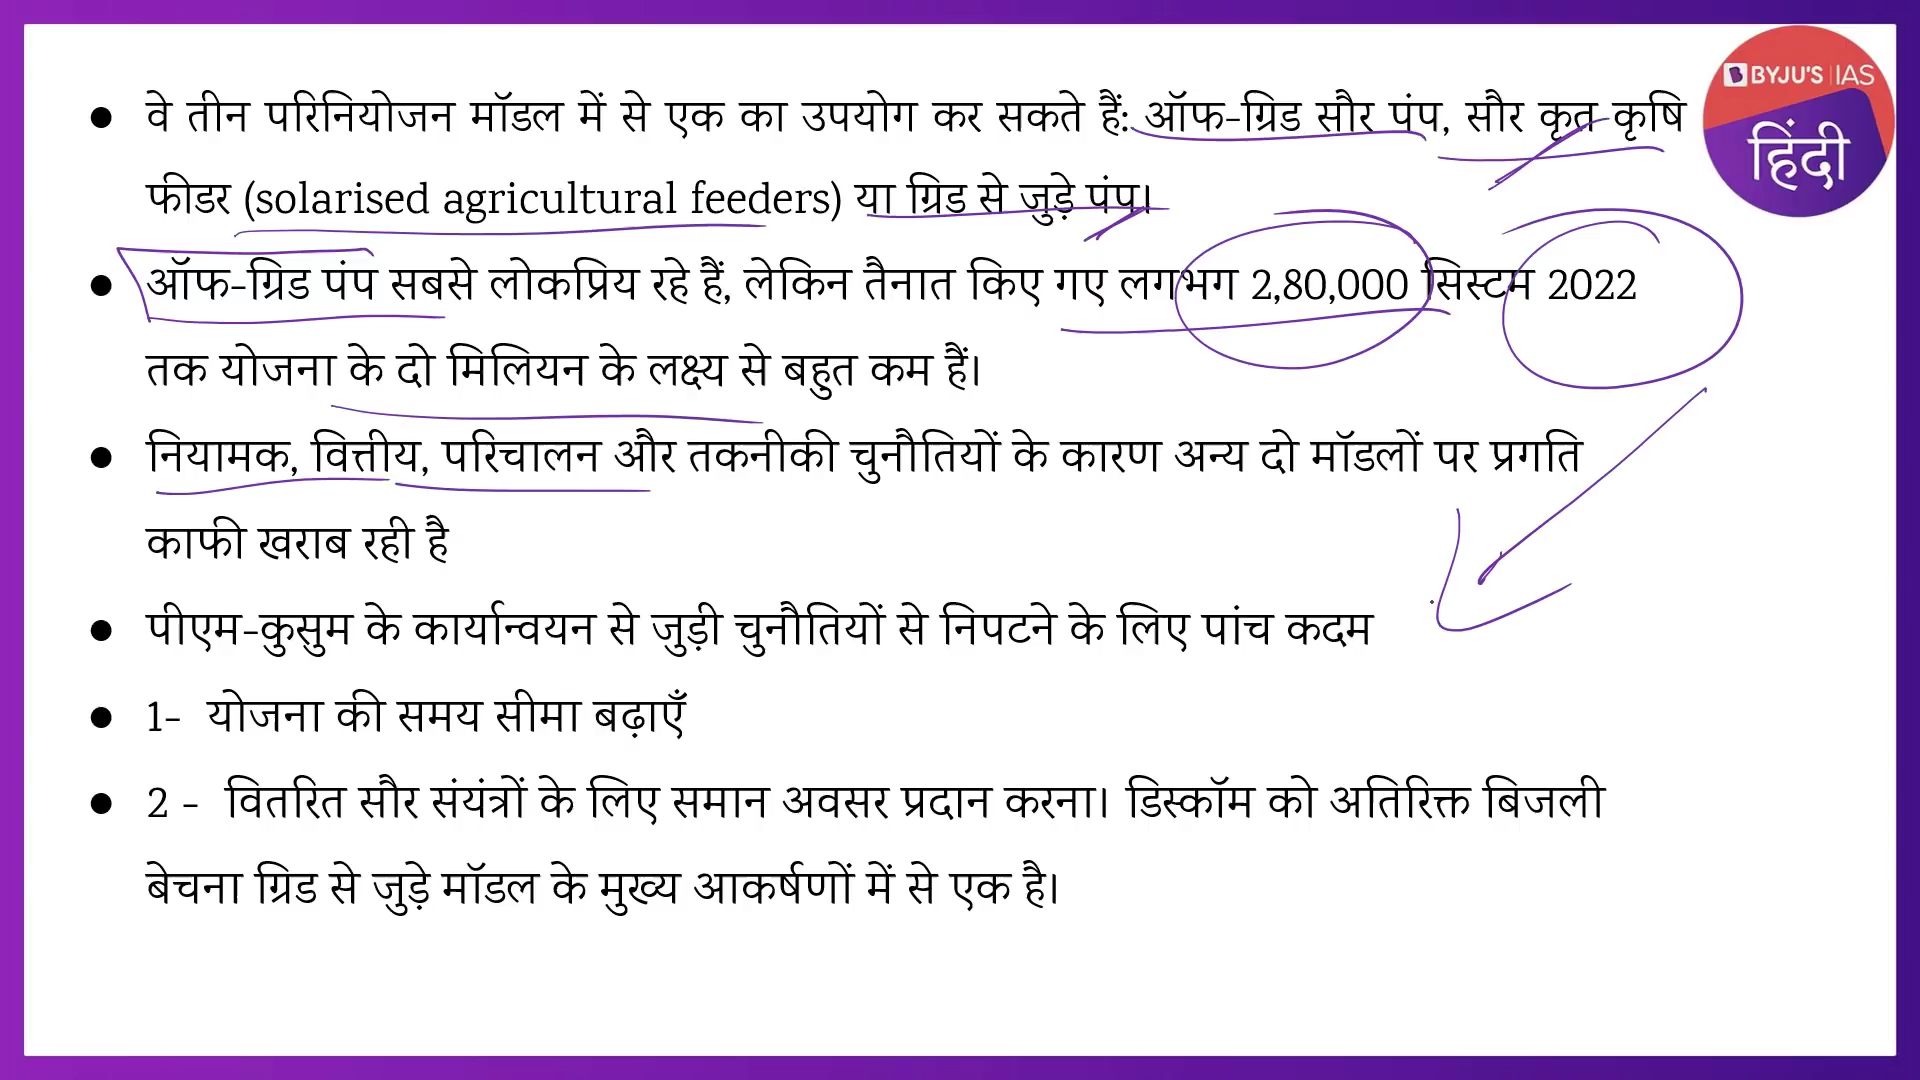 BYJU'S IAS
हिंदी
● वे तीन परिनियोजन मॉडल में से एक का उपयोग कर सकते हैं: ऑफ-ग्रिड सौर पंप, सौर कृत कृषि
फीडर (solarised agricultural feeders) या ग्रिड से जुड़े पंप।
● ऑफ-ग्रिड पंप सबसे लोकप्रिय रहे हैं, लेकिन तैनात किए गए लगभग 2,80,000 सिस्टम 2022
तक योजना के दो मिलियन के लक्ष्य से बहुत कम हैं।
● नियामक, वित्तीय, परिचालन और तकनीकी चुनौतियों के कारण अन्य दो मॉडलों पर प्रगति
काफी खराब रही है
● पीएम-कुसुम के कार्यान्वयन से जुड़ी चुनौतियों से निपटने के लिए पांच कदम
● 1- योजना की समय सीमा बढ़ाएँ
● 2 - वितरित सौर संयंत्रों के लिए समान अवसर प्रदान करना। डिस्कॉम को अतिरिक्त बिजली
बेचना ग्रिड से जुड़े मॉडल के मुख्य आकर्षणों में से एक है।